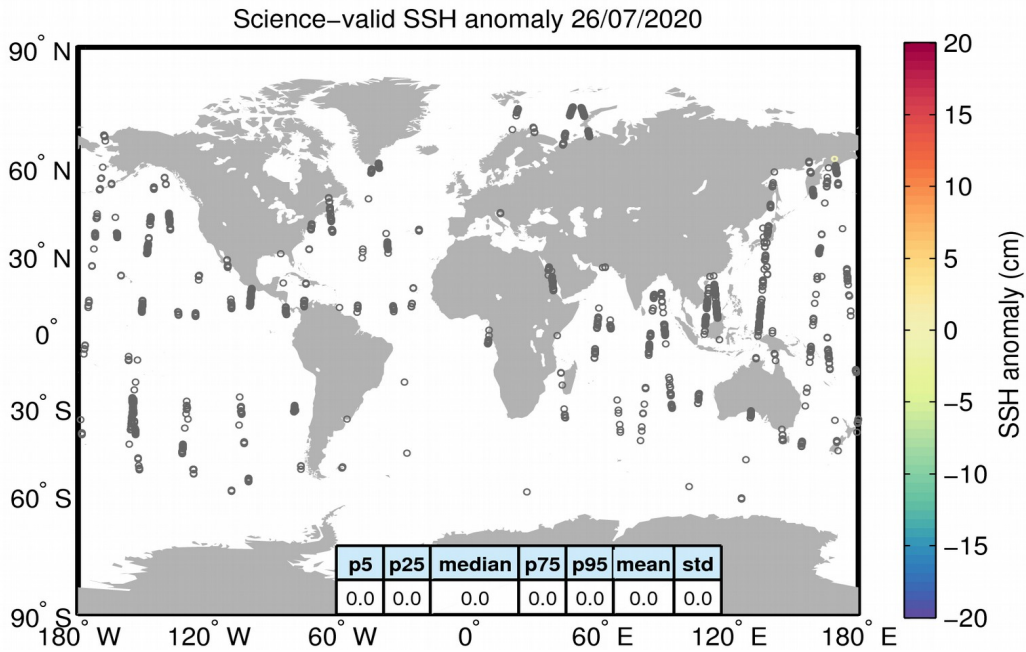 Science−valid SSH anomaly 26/07/2020
90° N
60° N
30° N
0°
30° S
60° S
90° S
180° W
120° W
60° W
0°
60° E
120° E
180° E
p5 p25 median p75 p95 mean std
0.0 0.0 0.0 0.0 0.0 0.0 0.0
20
15
10
5
0
−5
−10
−15
−20
SSH anomaly (cm)